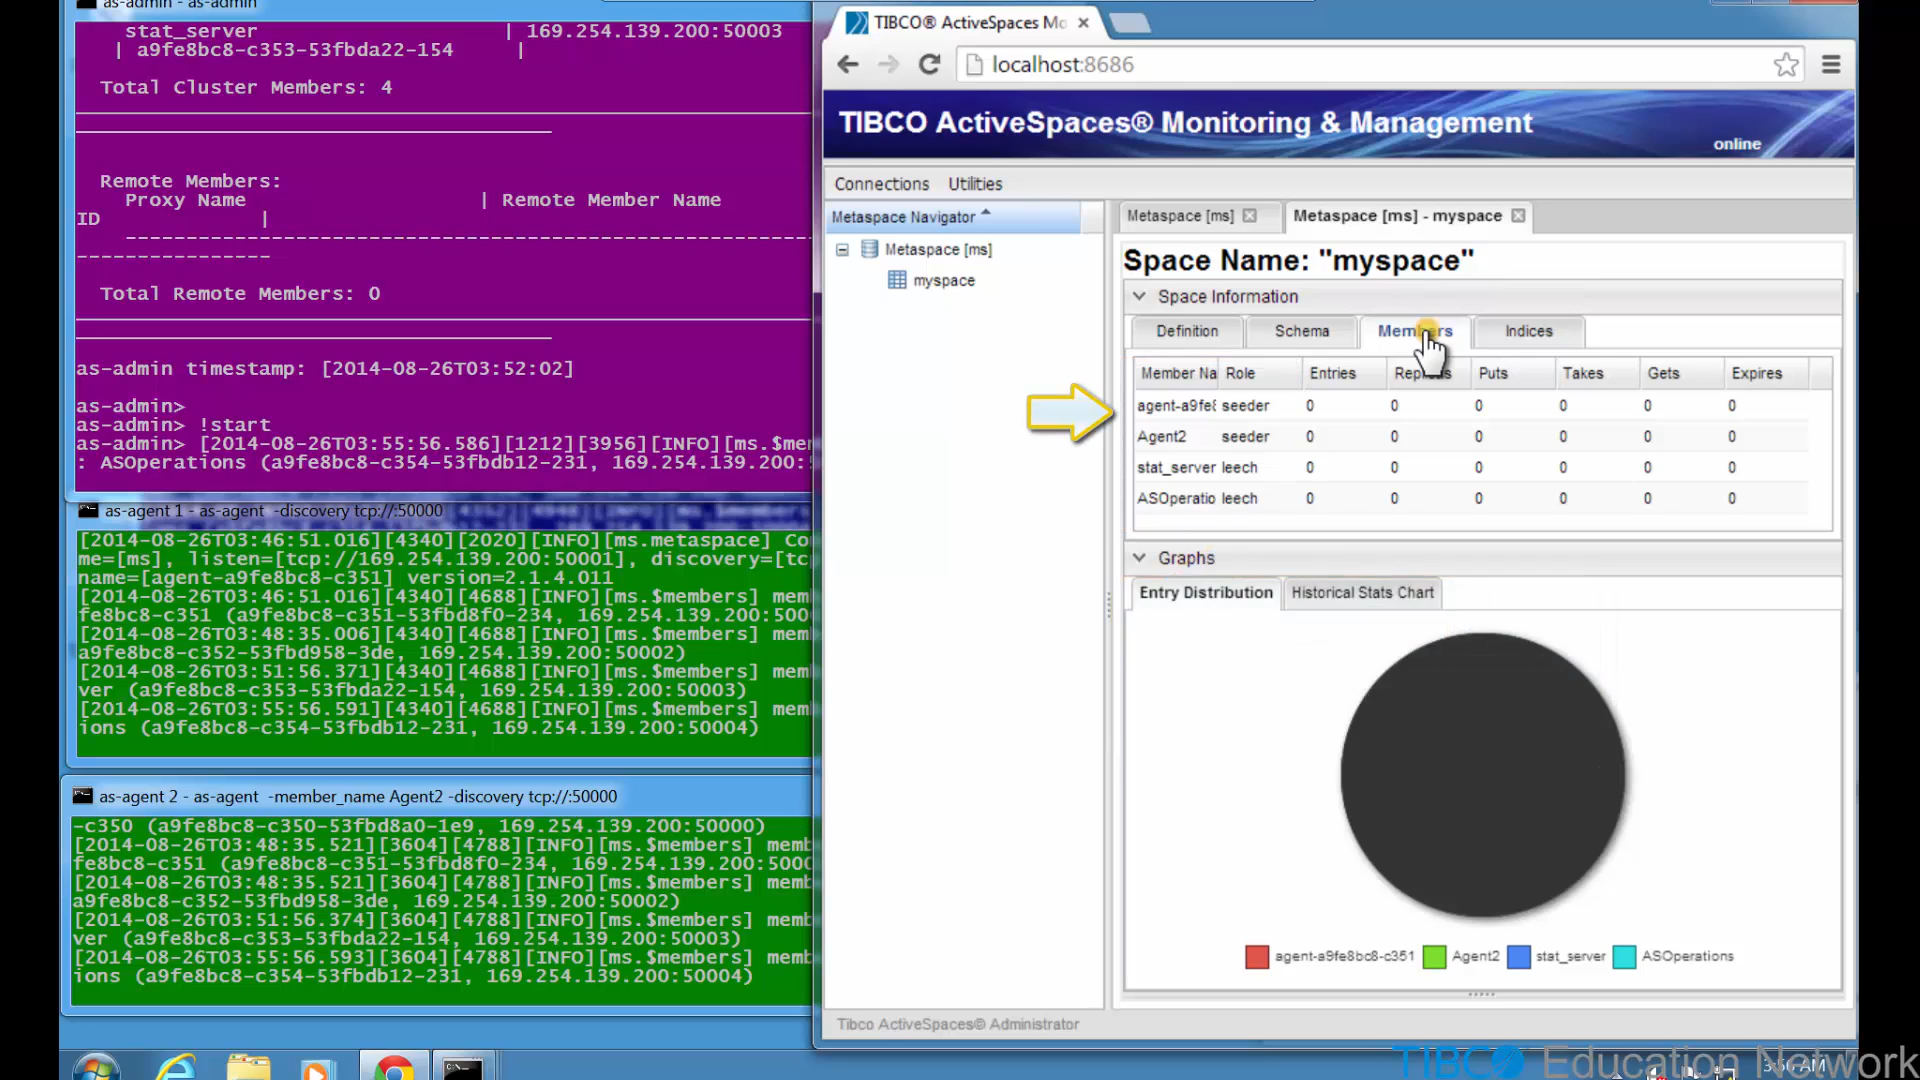 as-admin - as-admin
stat_server | 169.254.139.200:50003
| a9fe8bc8-c353-53fbda22-154 |
Total Cluster Members: 4
Remote Members:
Proxy Name | Remote Member Name
ID |
Total Remote Members: 0
as-admin timestamp: [2014-08-26T03:52:02]
as-admin>
as-admin> !start
as-admin> [2014-08-26T03:55:56.586][1212][3956][INFO][ms.$mem
: ASOperations (a9fe8bc8-c354-53fbdb12-231, 169.254.139.200:
as-agent 1 - as-agent -discovery tcp://:50000
[2014-08-26T03:46:51.016][4340][2020][INFO][ms.metaspace] Co
me=[ms], listen=[tcp://169.254.139.200:50001], discovery=[tc
name=[agent-a9fe8bc8-c351] version=2.1.4.011
[2014-08-26T03:46:51.016][4340][4688][INFO][ms.$members] mem
fe8bc8-c351 (a9fe8bc8-c351-53fbd8f0-234, 169.254.139.200:500
[2014-08-26T03:48:35.006][4340][4688][INFO][ms.$members] mem
a9fe8bc8-c352-53fbd958-3de, 169.254.139.200:50002)
[2014-08-26T03:51:56.371][4340][4688][INFO][ms.$members] mem
ver (a9fe8bc8-c353-53fbda22-154, 169.254.139.200:50003)
[2014-08-26T03:55:56.591][4340][4688][INFO][ms.$members] mem
ions (a9fe8bc8-c354-53fbdb12-231, 169.254.139.200:50004)
as-agent 2 - as-agent -member_name Agent2 -discovery tcp://:50000
-c350 (a9fe8bc8-c350-53fbd8a0-1e9, 169.254.139.200:50000)
[2014-08-26T03:48:35.521][3604][4788][INFO][ms.$members] memb
fe8bc8-c351 (a9fe8bc8-c351-53fbd8f0-234, 169.254.139.200:5000
[2014-08-26T03:48:35.521][3604][4788][INFO][ms.$members] memb
a9fe8bc8-c352-53fbd958-3de, 169.254.139.200:50002)
[2014-08-26T03:51:56.374][3604][4788][INFO][ms.$members] memb
ver (a9fe8bc8-c353-53fbda22-154, 169.254.139.200:50003)
[2014-08-26T03:55:56.593][3604][4788][INFO][ms.$members] memb
ions (a9fe8bc8-c354-53fbdb12-231, 169.254.139.200:50004)
TIBCO® ActiveSpaces Mo
localhost:8686
TIBCO ActiveSpaces® Monitoring & Management
online
Connections Utilities
Metaspace Navigator
Metaspace [ms]
myspace
Metaspace [ms] Metaspace [ms] - myspace
Space Name: "myspace"
Space Information
Definition Schema Members Indices
Member Na Role Entries Replicas Puts Takes Gets Expires
agent-a9fe8 seeder 0 0 0 0 0 0
Agent2 seeder 0 0 0 0 0 0
stat_server leech 0 0 0 0 0 0
ASOperatio leech 0 0 0 0 0 0
Graphs
Entry Distribution Historical Stats Chart
agent-a9fe8bc8-c351 Agent2 stat_server ASOperations
Tibco ActiveSpaces® Administrator
TIBCO Education Network